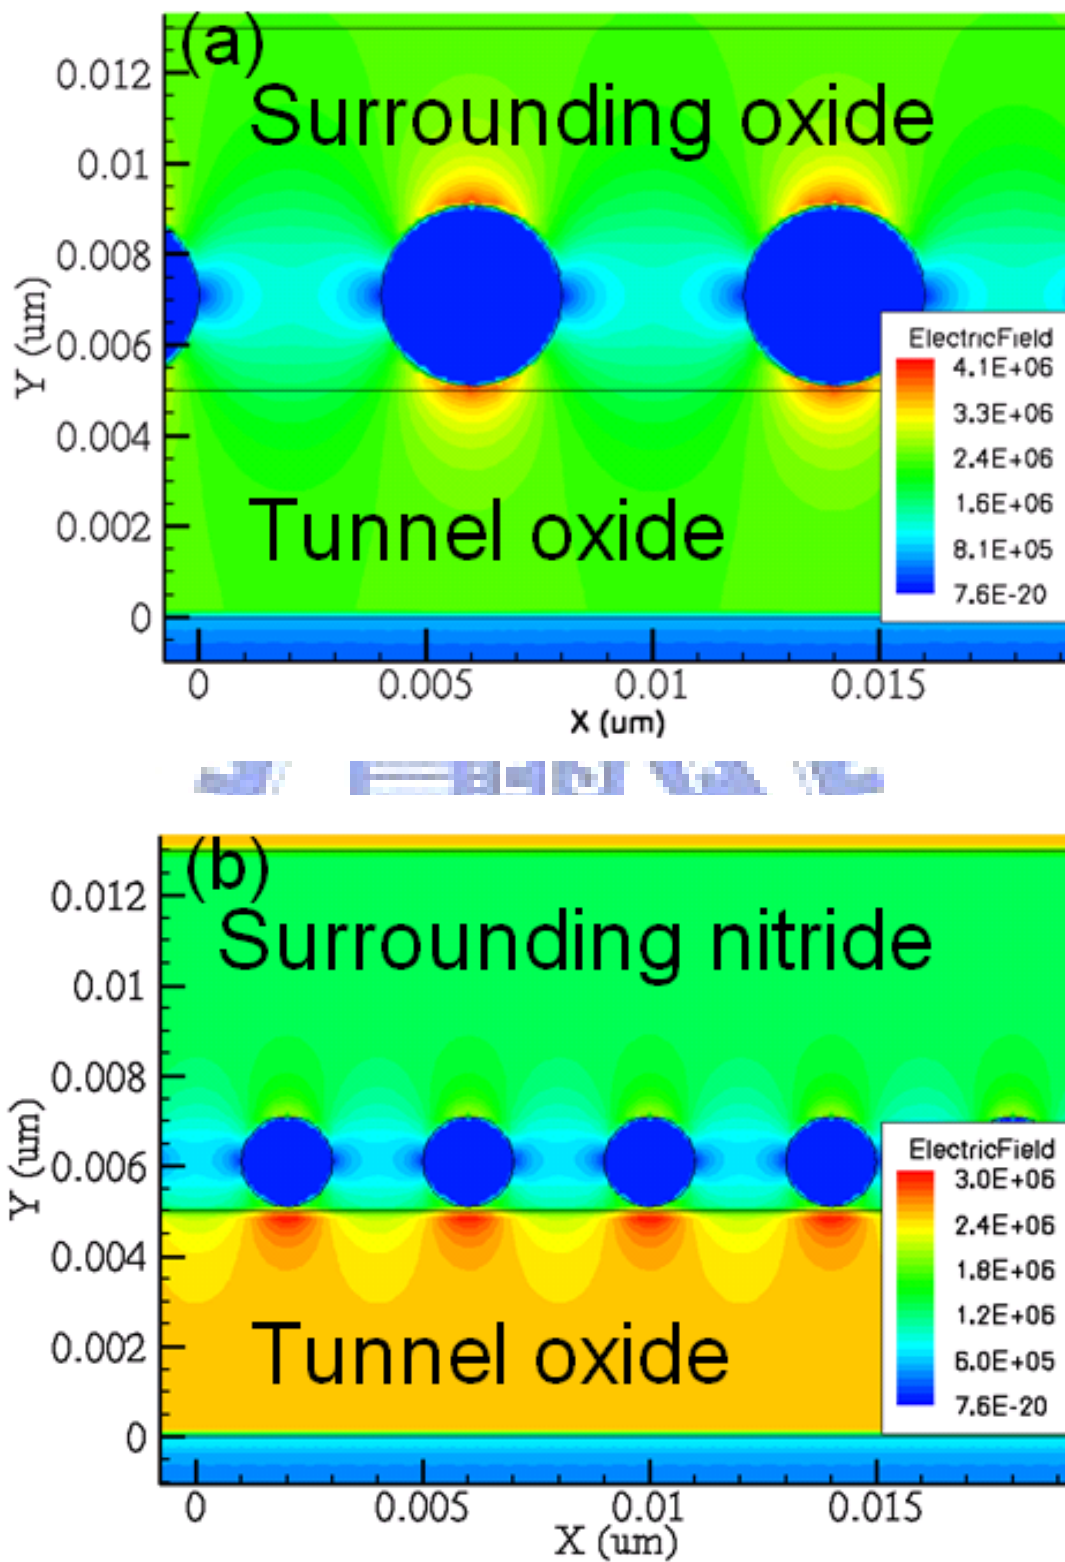 (a)
Surrounding oxide
Tunnel oxide
0.012
0.01
0.008
0.006
0.004
0.002
0
Y (um)
0 0.005 0.01 0.015
X (um)
ElectricField
4.1E+06
3.3E+06
2.4E+06
1.6E+06
8.1E+05
7.6E-20
(b)
Surrounding nitride
Tunnel oxide
0.012
0.01
0.008
0.006
0.004
0.002
0
Y (um)
0 0.005 0.01 0.015
X (um)
ElectricField
3.0E+06
2.4E+06
1.8E+06
1.2E+06
6.0E+05
7.6E-20